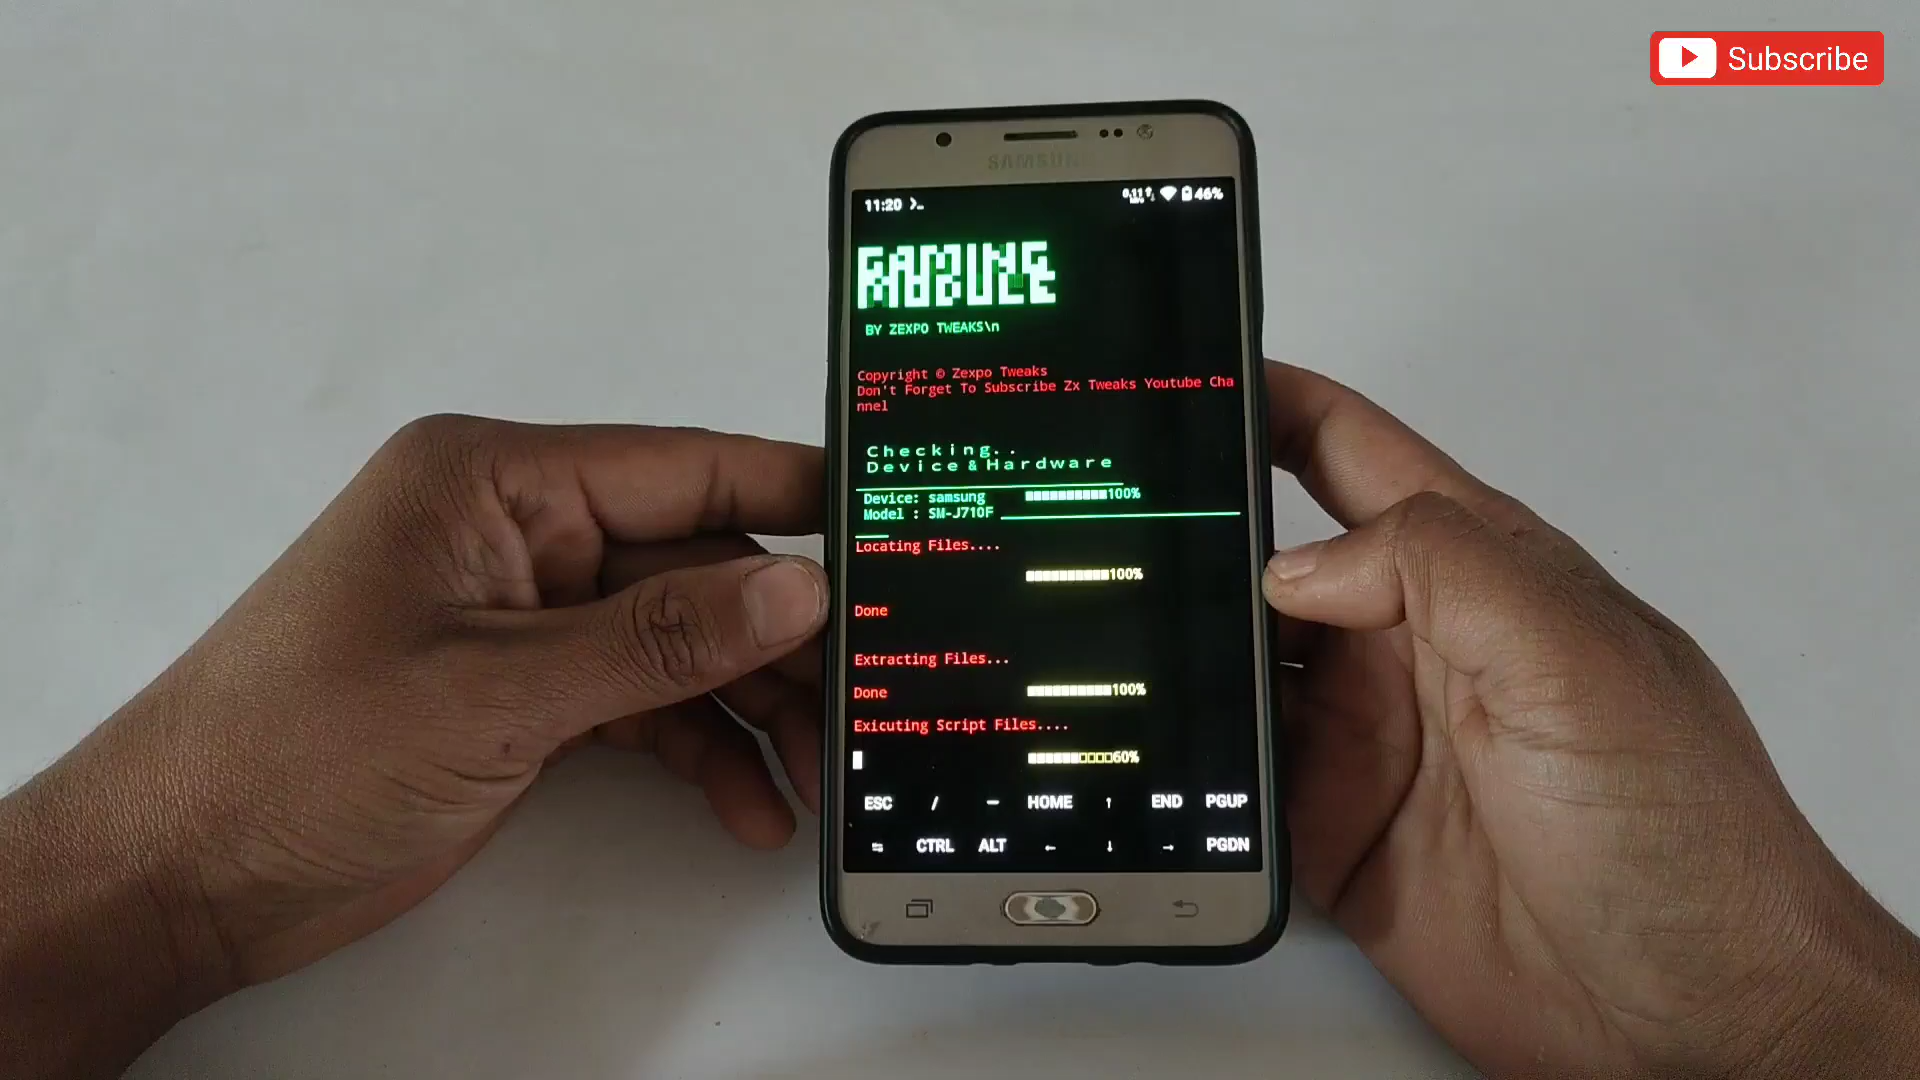 Subscribe
SAMSUNG
11:20 >_
0.11 46%
GAMING
MODULE
BY ZEXPO TWEAKS\n
Copyright © Zexpo Tweaks
Don't Forget To Subscribe Zx Tweaks Youtube Cha
nnel
Checking..
Device & Hardware
Device: samsung ■■■■■■■■■■100%
Model : SM-J710F
Locating Files....
■■■■■■■■■■100%
Done
Extracting Files...
Done ■■■■■■■■■■100%
Exicuting Script Files....
■■■■■■□□□□60%
ESC / — HOME ↑ END PGUP
⇆ CTRL ALT ← ↓ → PGDN